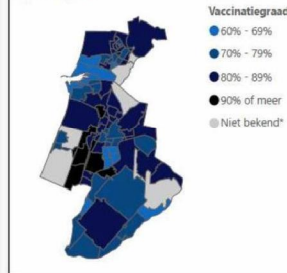 Vaccinatiegraad
60% - 69%
70% - 79%
80% - 89%
90% of meer
Niet bekend*